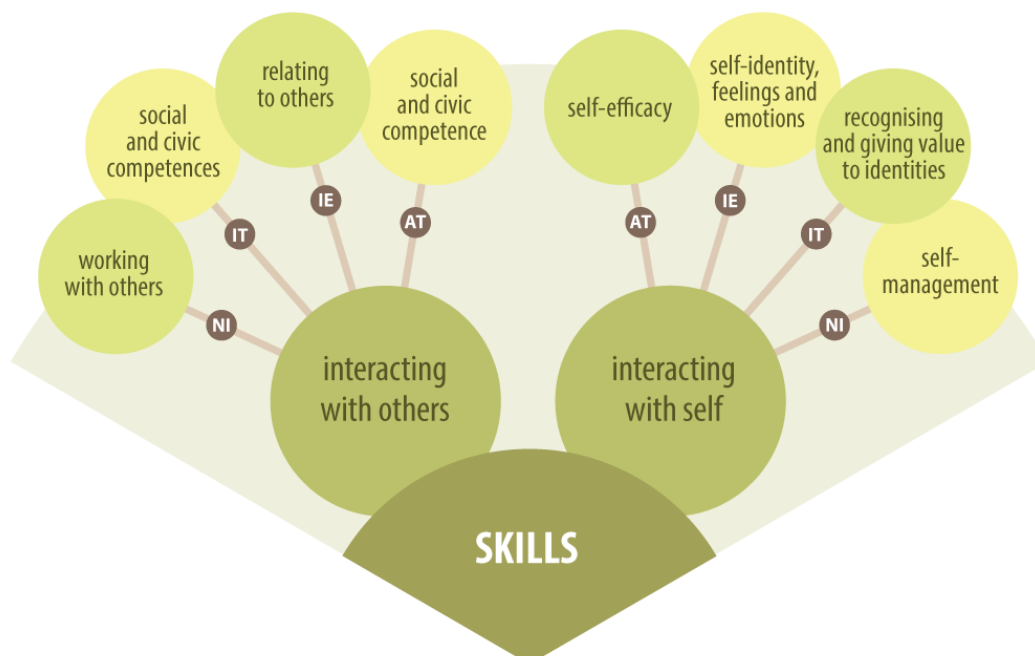 relating
to others
social
and civic
competence
self-efficacy
self-identity,
feelings and
emotions
social
and civic
competences
recognising
and giving value
to identities
working
with others
self-
management
IE
AT
AT
IE
IT
IT
NI
NI
interacting
with others
interacting
with self
SKILLS